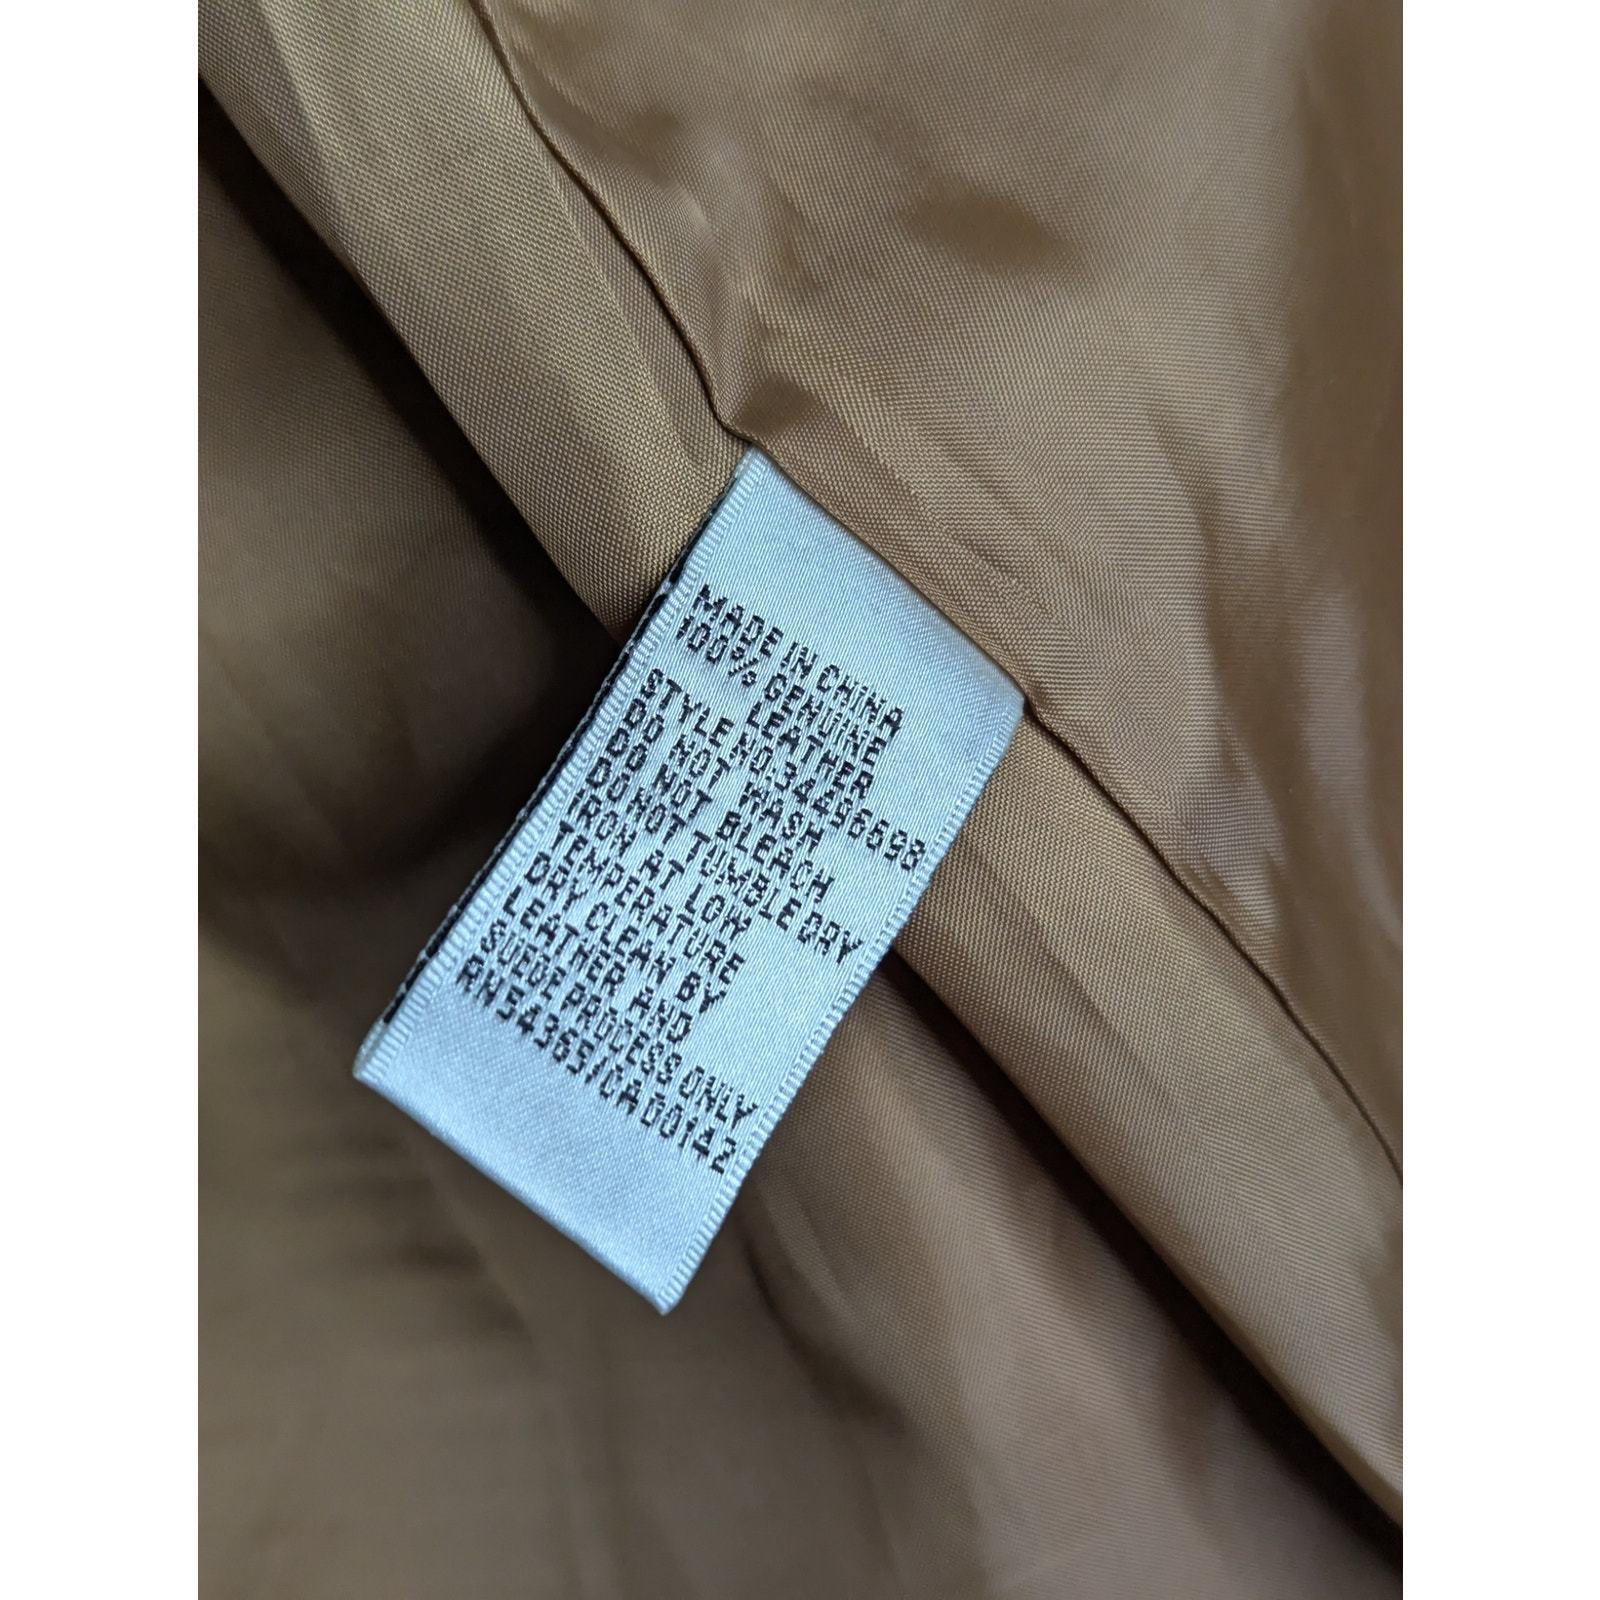 MADE IN CHINA
100% GENUINE
LEATHER
STYLE NO.34496698
DO NOT WASH
DO NOT BLEACH
DO NOT TUMBLE DRY
IRON AT LOW
TEMPERATURE
DRY CLEAN BY
LEATHER AND
SUEDE PROCESS ONLY
RN54365/CA00142